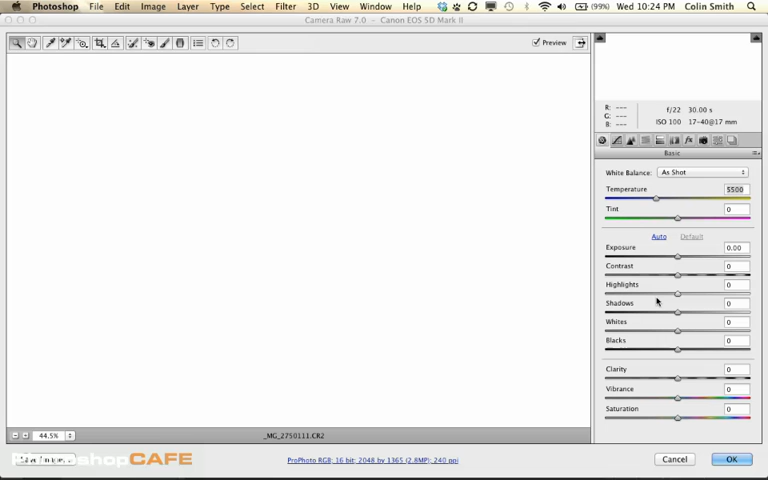 Photoshop File Edit Image Layer Type Select Filter 3D View Window Help (99%) Wed 10:24 PM Colin Smith
Camera Raw 7.0 – Canon EOS 5D Mark II
Preview
R: ---
G: ---
B: ---
f/22 30.00 s
ISO 100 17-40@17 mm
Basic
White Balance: As Shot
Temperature 5500
Tint 0
Auto Default
Exposure 0.00
Contrast 0
Highlights 0
Shadows 0
Whites 0
Blacks 0
Clarity 0
Vibrance 0
Saturation 0
44.5% _MG_2750111.CR2
PhotoshopCAFE
ProPhoto RGB; 16 bit; 2048 by 1365 (2.8MP); 240 ppi
Cancel OK